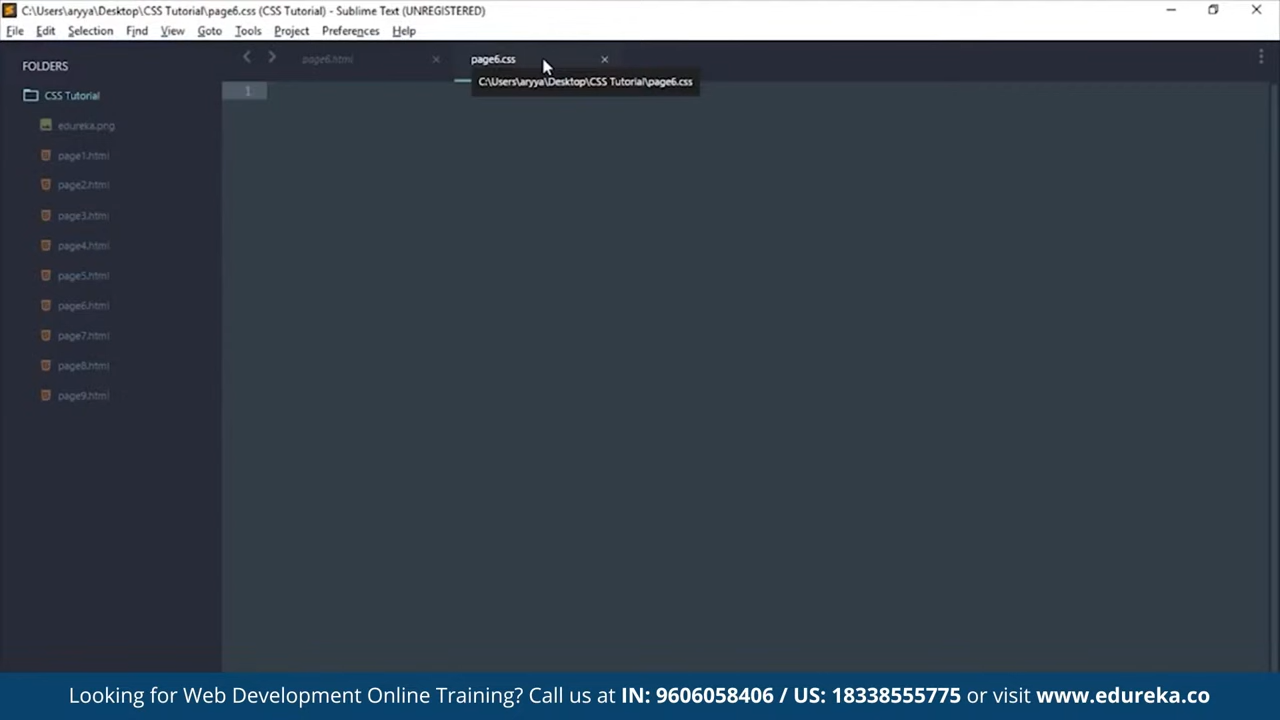 C:\Users\aryya\Desktop\CSS Tutorial\page6.css (CSS Tutorial) - Sublime Text (UNREGISTERED)
File Edit Selection Find View Goto Tools Project Preferences Help
FOLDERS
CSS Tutorial
edureka.png
page1.html
page2.html
page3.html
page4.html
page5.html
page6.html
page7.html
page8.html
page9.html
page6.html
page6.css
C:\Users\aryya\Desktop\CSS Tutorial\page6.css
1
Looking for Web Development Online Training? Call us at IN: 9606058406 / US: 18338555775 or visit www.edureka.co